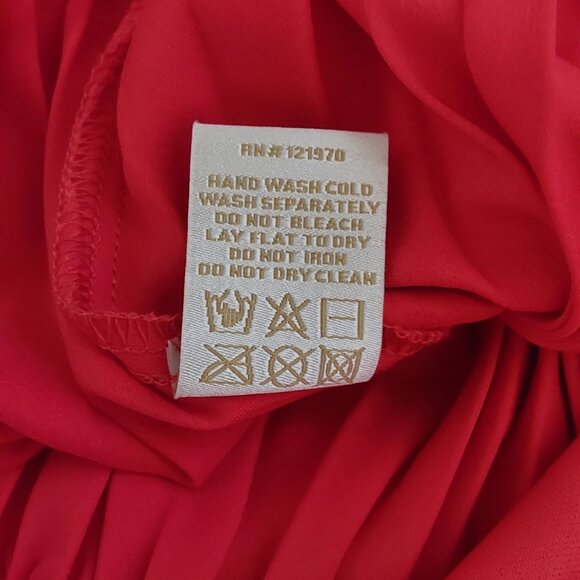 RN # 121970
HAND WASH COLD
WASH SEPARATELY
DO NOT BLEACH
LAY FLAT TO DRY
DO NOT IRON
DO NOT DRY CLEAN